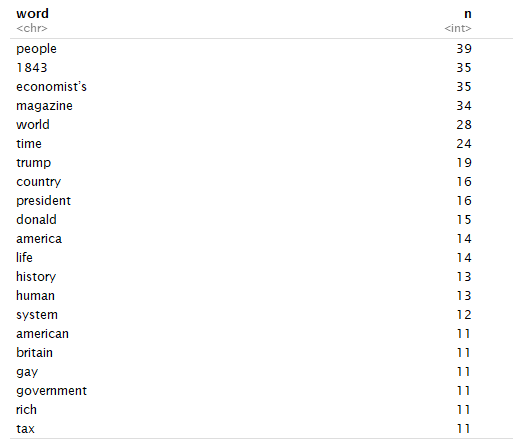 word n
<chr> <int>
people 39
1843 35
economist's 35
magazine 34
world 28
time 24
trump 19
country 16
president 16
donald 15
america 14
life 14
history 13
human 13
system 12
american 11
britain 11
gay 11
government 11
rich 11
tax 11